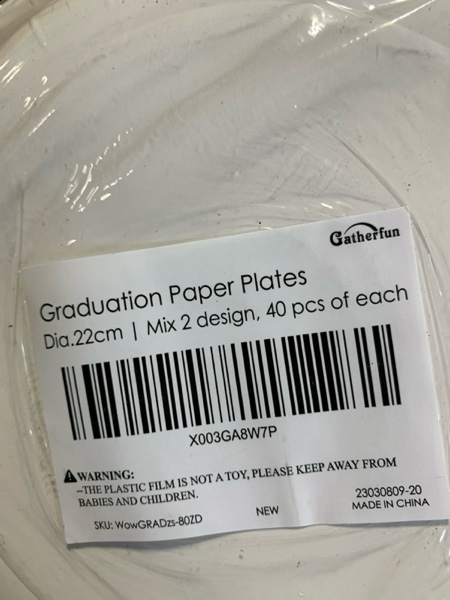 Gatherfun
Graduation Paper Plates
Dia.22cm | Mix 2 design, 40 pcs of each
X003GA8W7P
WARNING:
--THE PLASTIC FILM IS NOT A TOY, PLEASE KEEP AWAY FROM
BABIES AND CHILDREN.
23030809-20
SKU: WowGRADzs-80ZD
NEW
MADE IN CHINA